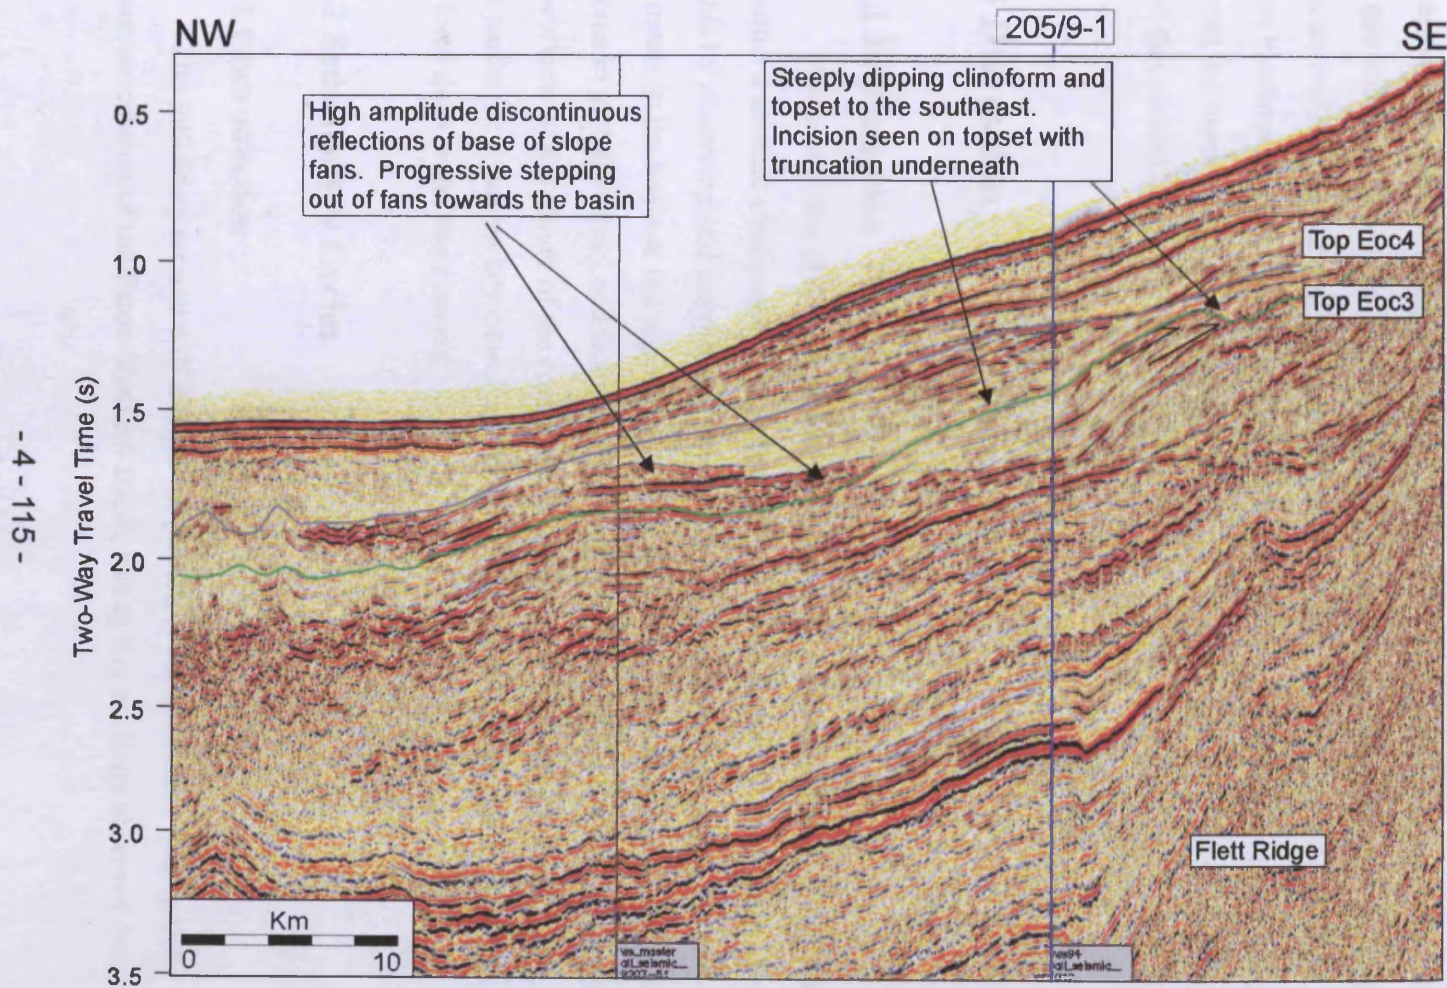 NW
205/9-1
SE
High amplitude discontinuous
reflections of base of slope
fans. Progressive stepping
out of fans towards the basin
Steeply dipping clinoform and
topset to the southeast.
Incision seen on topset with
truncation underneath
0.5
1.0
1.5
2.0
2.5
3.0
3.5
Two-Way Travel Time (s)
Top Eoc4
Top Eoc3
Flett Ridge
Km
0 10
- 4 - 115 -